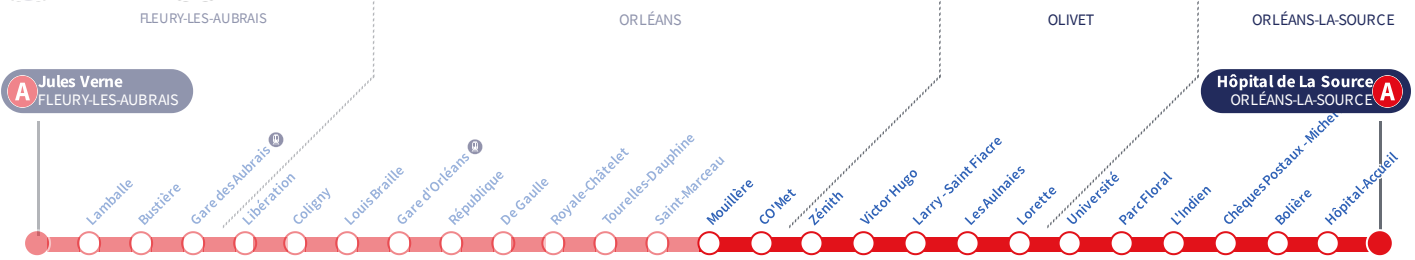 FLEURY-LES-AUBRAIS
ORLÉANS
OLIVET
ORLÉANS-LA-SOURCE
A
Jules Verne
FLEURY-LES-AUBRAIS
Hôpital de La Source
ORLÉANS-LA-SOURCE
A
Lamballe
Bustière
Gare des Aubrais
Libération
Coligny
Louis Braille
Gare d'Orléans
République
De Gaulle
Royale-Châtelet
Tourelles-Dauphine
Saint-Marceau
Mouillère
CO'Met
Zénith
Victor Hugo
Larry - Saint Fiacre
Les Aulnaies
Lorette
Université
Parc Floral
L'Indien
Chèques Postaux - Michel
Bolière
Hôpital-Accueil